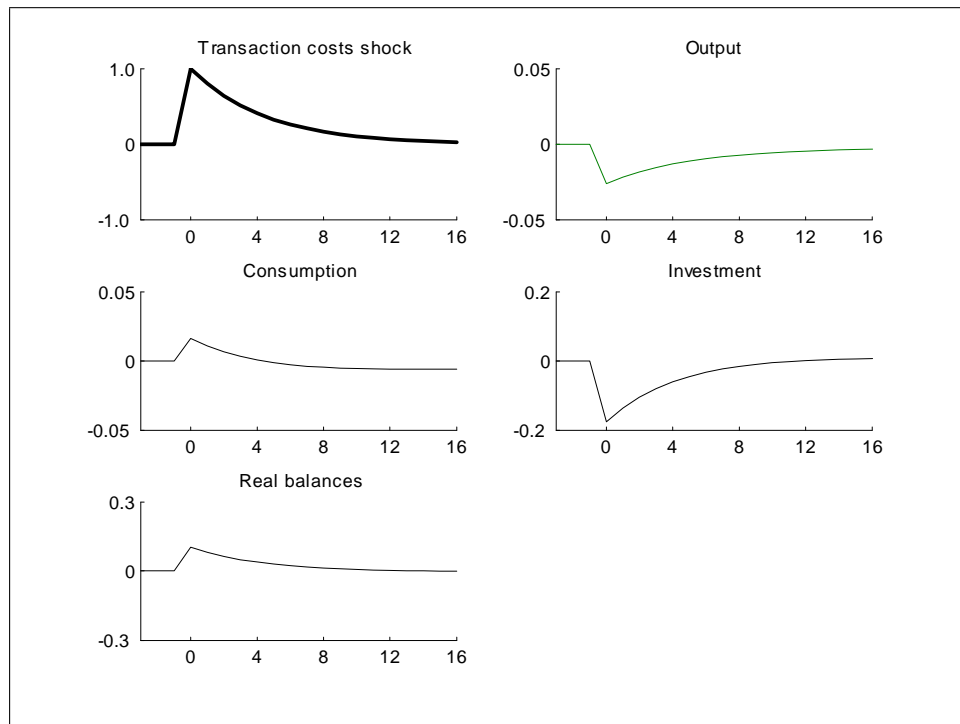 Transaction costs shock
1.0
0
-1.0
0 4 8 12 16
Output
0.05
0
-0.05
0 4 8 12 16
Consumption
0.05
0
-0.05
0 4 8 12 16
Investment
0.2
0
-0.2
0 4 8 12 16
Real balances
0.3
0
-0.3
0 4 8 12 16